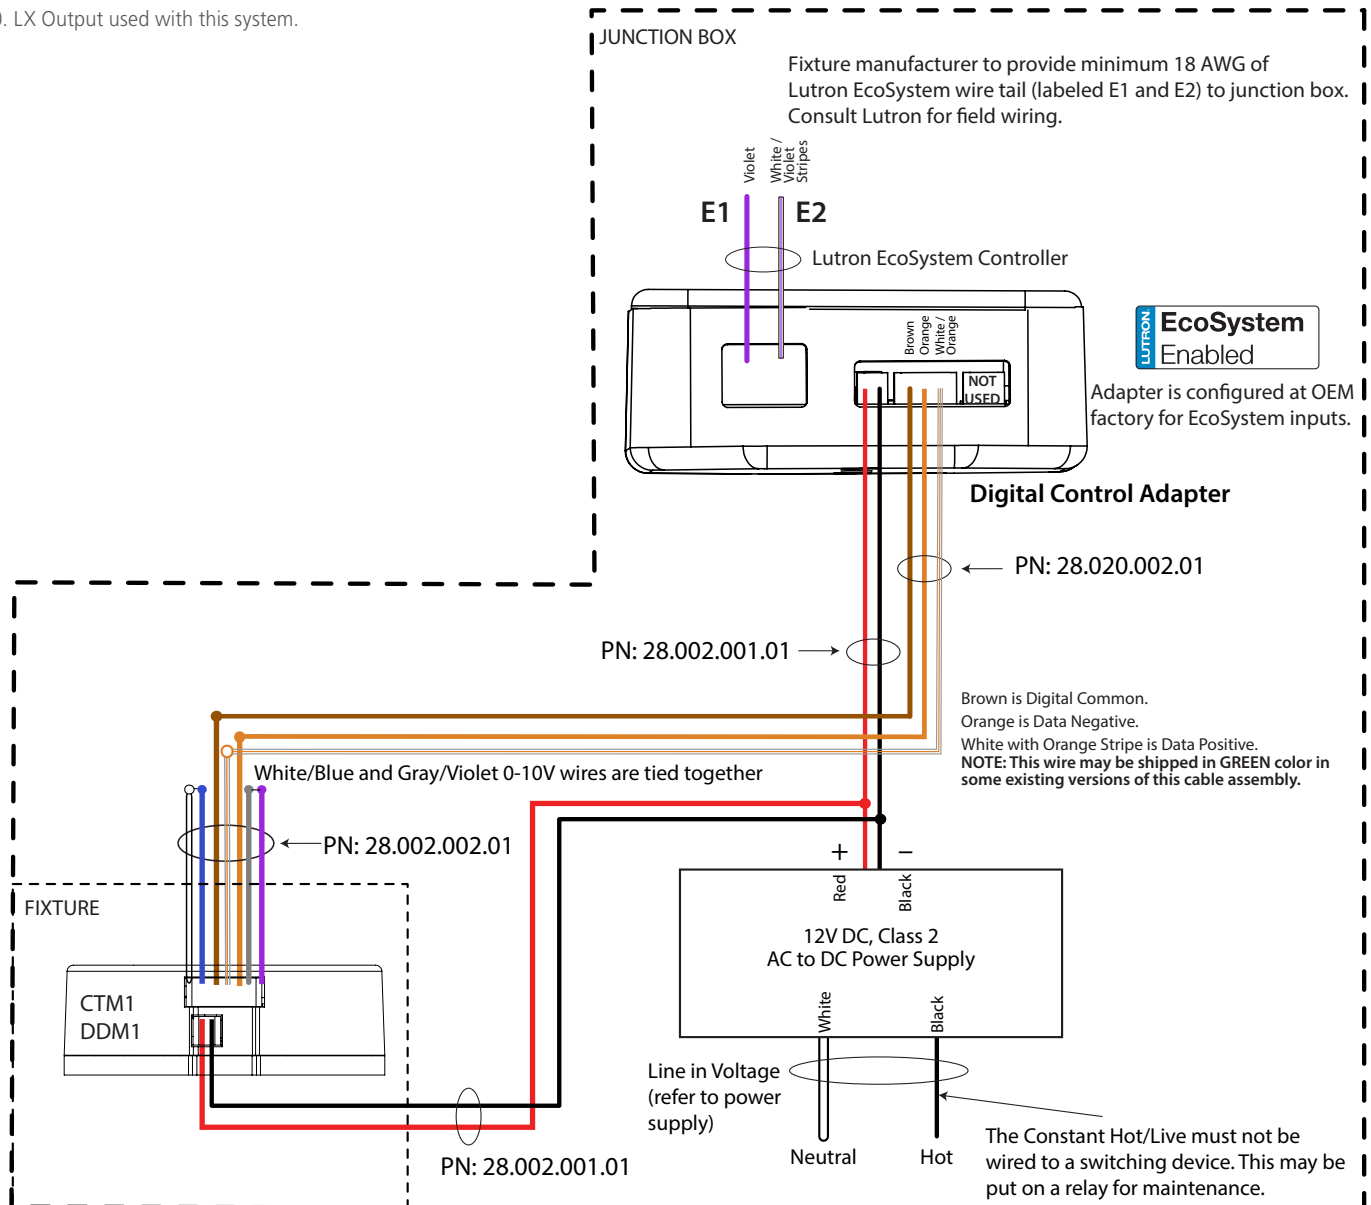 . LX Output used with this system.
JUNCTION BOX
Fixture manufacturer to provide minimum 18 AWG of
Lutron EcoSystem wire tail (labeled E1 and E2) to junction box.
Consult Lutron for field wiring.
Violet
White /
Violet
Stripes
E1
E2
Lutron EcoSystem Controller
Brown
Orange
White /
Orange
NOT
USED
LUTRON
EcoSystem
Enabled
Adapter is configured at OEM
factory for EcoSystem inputs.
Digital Control Adapter
PN: 28.020.002.01
PN: 28.002.001.01
Brown is Digital Common.
Orange is Data Negative.
White with Orange Stripe is Data Positive.
NOTE: This wire may be shipped in GREEN color in
some existing versions of this cable assembly.
White/Blue and Gray/Violet 0-10V wires are tied together
PN: 28.002.002.01
FIXTURE
CTM1
DDM1
+
−
Red
Black
12V DC, Class 2
AC to DC Power Supply
White
Black
Line in Voltage
(refer to power
supply)
Neutral
Hot
PN: 28.002.001.01
The Constant Hot/Live must not be
wired to a switching device. This may be
put on a relay for maintenance.